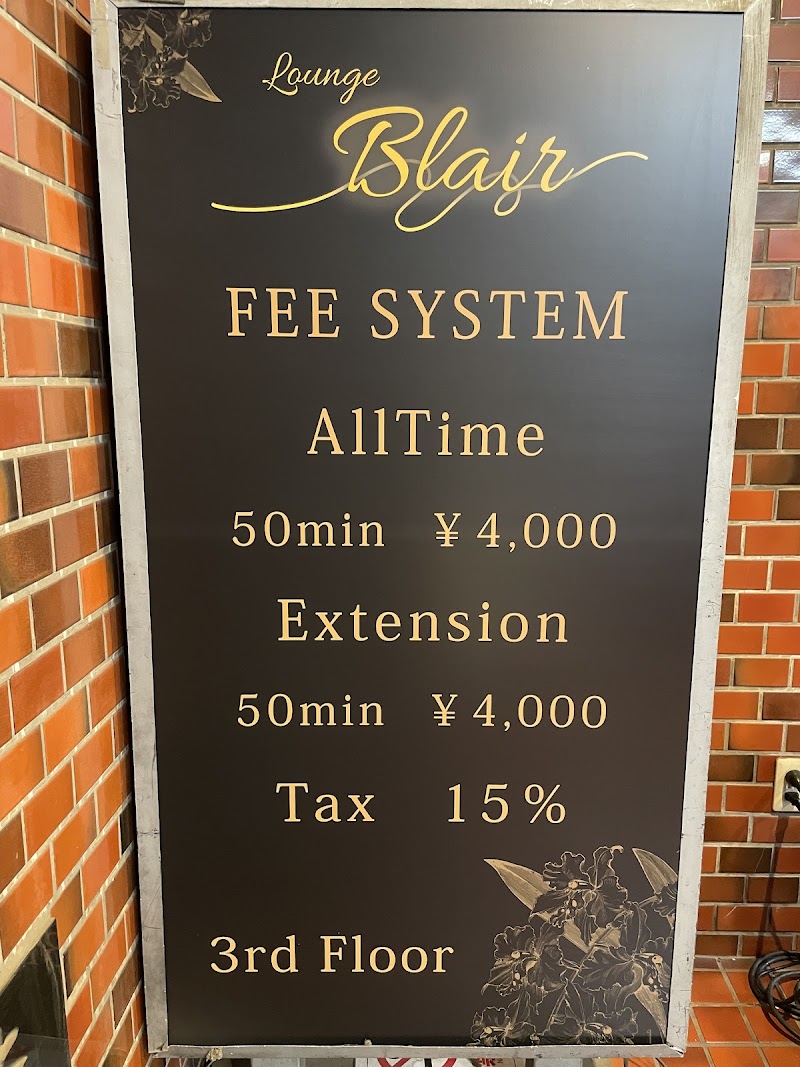 Lounge
Blair
FEE SYSTEM
AllTime
50min ¥4,000
Extension
50min ¥4,000
Tax 15%
3rd Floor